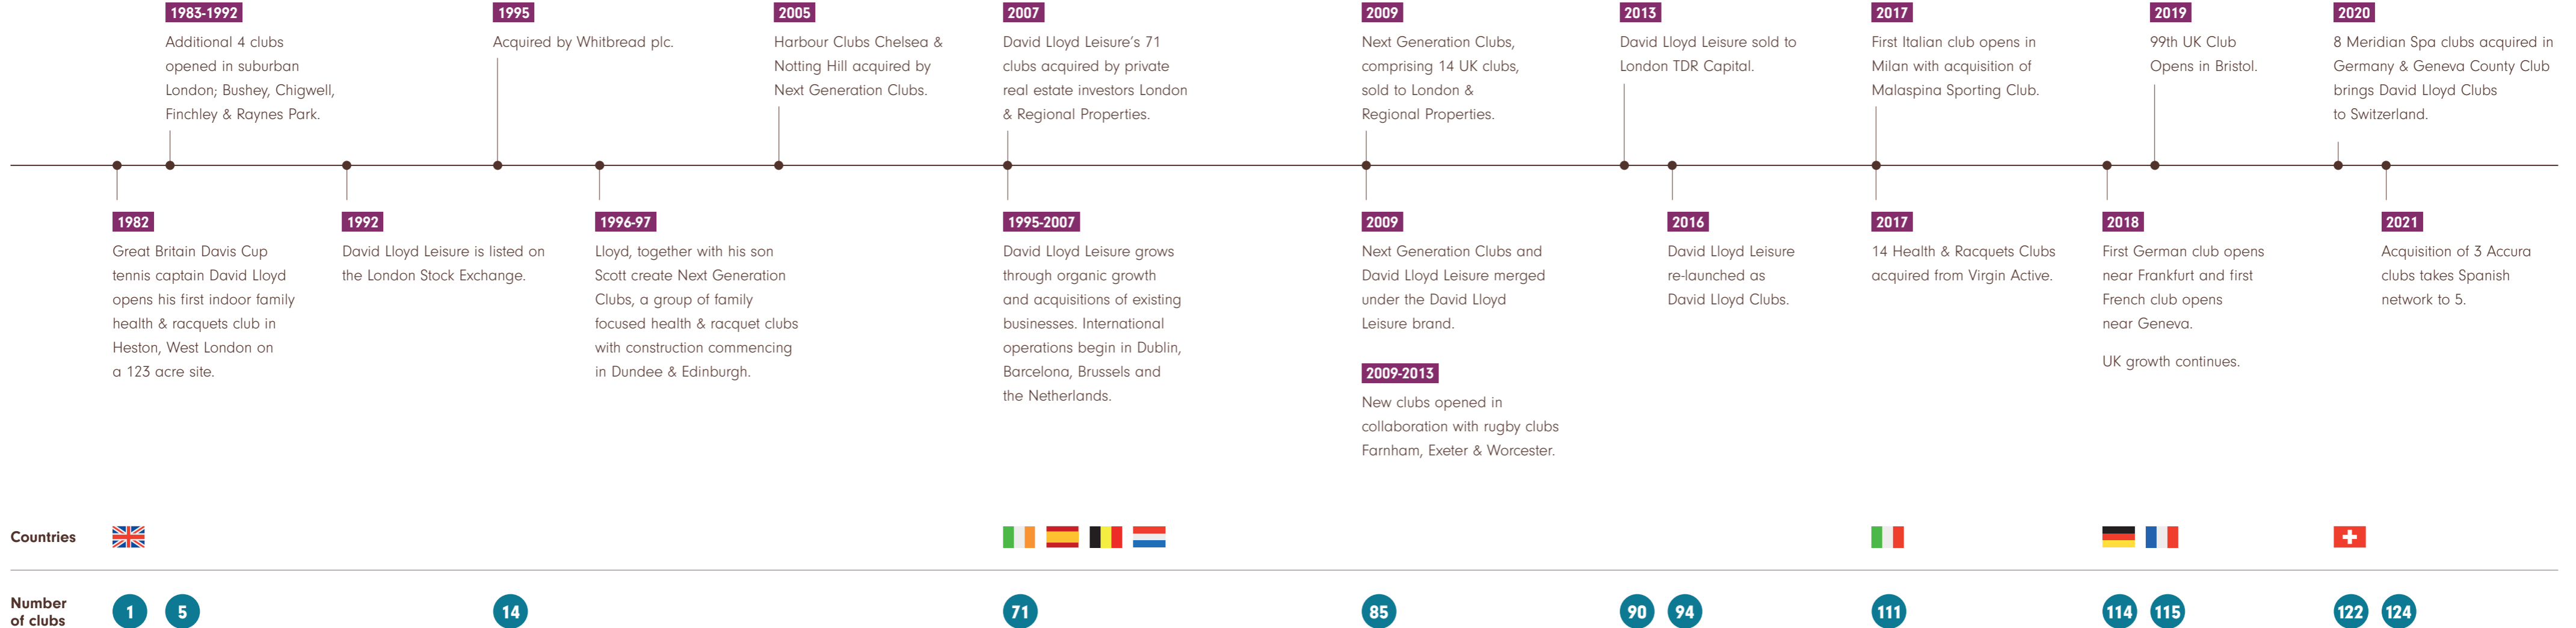 1983-1992
Additional 4 clubs
opened in suburban
London; Bushey, Chigwell,
Finchley & Raynes Park.
1995
Acquired by Whitbread plc.
2005
Harbour Clubs Chelsea &
Notting Hill acquired by
Next Generation Clubs.
2007
David Lloyd Leisure's 71
clubs acquired by private
real estate investors London
& Regional Properties.
2009
Next Generation Clubs,
comprising 14 UK clubs,
sold to London &
Regional Properties.
2013
David Lloyd Leisure sold to
London TDR Capital.
2017
First Italian club opens in
Milan with acquisition of
Malaspina Sporting Club.
2019
99th UK Club
Opens in Bristol.
2020
8 Meridian Spa clubs acquired in
Germany & Geneva County Club
brings David Lloyd Clubs
to Switzerland.
1982
Great Britain Davis Cup
tennis captain David Lloyd
opens his first indoor family
health & racquets club in
Heston, West London on
a 123 acre site.
1992
David Lloyd Leisure is listed on
the London Stock Exchange.
1996-97
Lloyd, together with his son
Scott create Next Generation
Clubs, a group of family
focused health & racquet clubs
with construction commencing
in Dundee & Edinburgh.
1995-2007
David Lloyd Leisure grows
through organic growth
and acquisitions of existing
businesses. International
operations begin in Dublin,
Barcelona, Brussels and
the Netherlands.
2009
Next Generation Clubs and
David Lloyd Leisure merged
under the David Lloyd
Leisure brand.
2009-2013
New clubs opened in
collaboration with rugby clubs
Farnham, Exeter & Worcester.
2016
David Lloyd Leisure
re-launched as
David Lloyd Clubs.
2017
14 Health & Racquets Clubs
acquired from Virgin Active.
2018
First German club opens
near Frankfurt and first
French club opens
near Geneva.
UK growth continues.
2021
Acquisition of 3 Accura
clubs takes Spanish
network to 5.
Countries
Number
of clubs
1
5
14
71
85
90
94
111
114
115
122
124